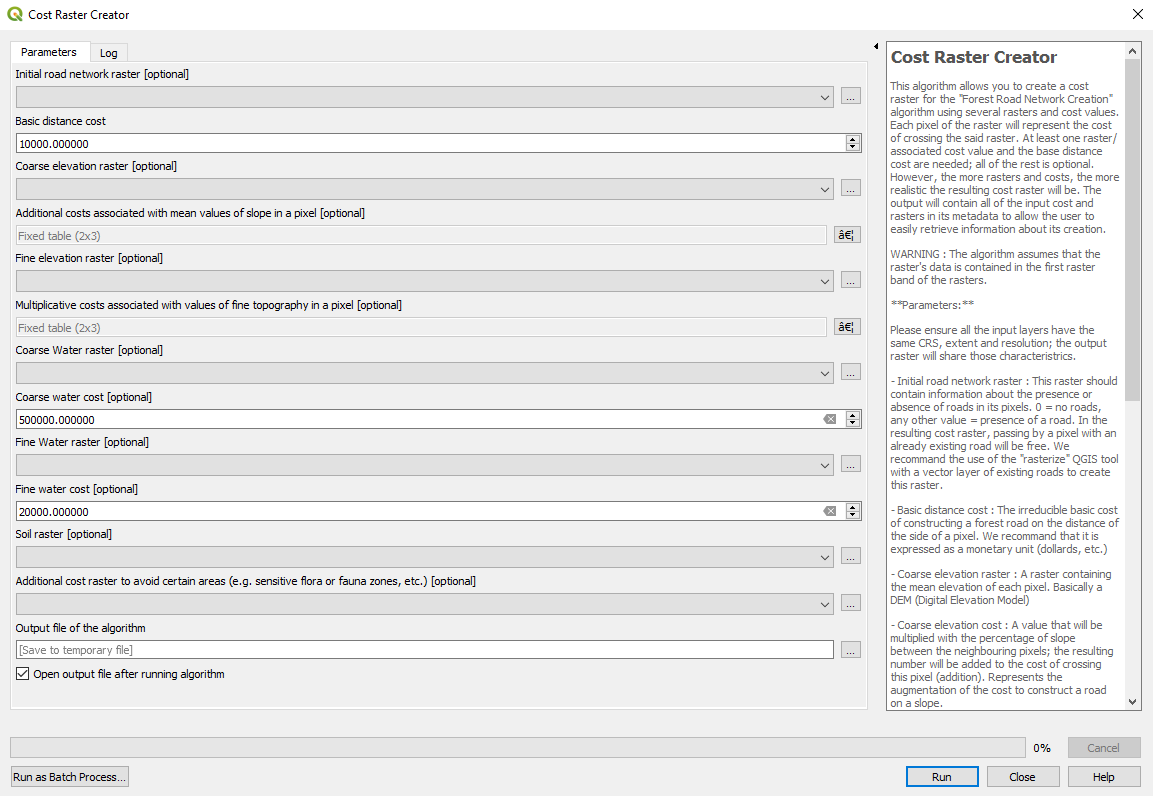 Cost Raster Creator
Parameters
Log
Initial road network raster [optional]
...
Basic distance cost
10000.000000
Coarse elevation raster [optional]
...
Additional costs associated with mean values of slope in a pixel [optional]
Fixed table (2x3)
â€¦
Fine elevation raster [optional]
...
Multiplicative costs associated with values of fine topography in a pixel [optional]
Fixed table (2x3)
â€¦
Coarse Water raster [optional]
...
Coarse water cost [optional]
500000.000000
Fine Water raster [optional]
...
Fine water cost [optional]
20000.000000
Soil raster [optional]
...
Additional cost raster to avoid certain areas (e.g. sensitive flora or fauna zones, etc.) [optional]
...
Output file of the algorithm
[Save to temporary file]
...
Open output file after running algorithm
Cost Raster Creator
This algorithm allows you to create a cost
raster for the "Forest Road Network Creation"
algorithm using several rasters and cost values.
Each pixel of the raster will represent the cost
of crossing the said raster. At least one raster/
associated cost value and the base distance
cost are needed; all of the rest is optional.
However, the more rasters and costs, the more
realistic the resulting cost raster will be. The
output will contain all of the input cost and
rasters in its metadata to allow the user to
easily retrieve information about its creation.
WARNING : The algorithm assumes that the
raster's data is contained in the first raster
band of the rasters.
**Parameters:**
Please ensure all the input layers have the
same CRS, extent and resolution; the output
raster will share those characteristrics.
- Initial road network raster : This raster should
contain information about the presence or
absence of roads in its pixels. 0 = no roads,
any other value = presence of a road. In the
resulting cost raster, passing by a pixel with an
already existing road will be free. We
recommand the use of the "rasterize" QGIS tool
with a vector layer of existing roads to create
this raster.
- Basic distance cost : The irreducible basic cost
of constructing a forest road on the distance of
the side of a pixel. We recommend that it is
expressed as a monetary unit (dollards, etc.)
- Coarse elevation raster : A raster containing
the mean elevation of each pixel. Basically a
DEM (Digital Elevation Model)
- Coarse elevation cost : A value that will be
multiplied with the percentage of slope
between the neighbouring pixels; the resulting
number will be added to the cost of crossing
this pixel (addition). Represents the
augmentation of the cost to construct a road
on a slope.
0%
Cancel
Run as Batch Process...
Run
Close
Help